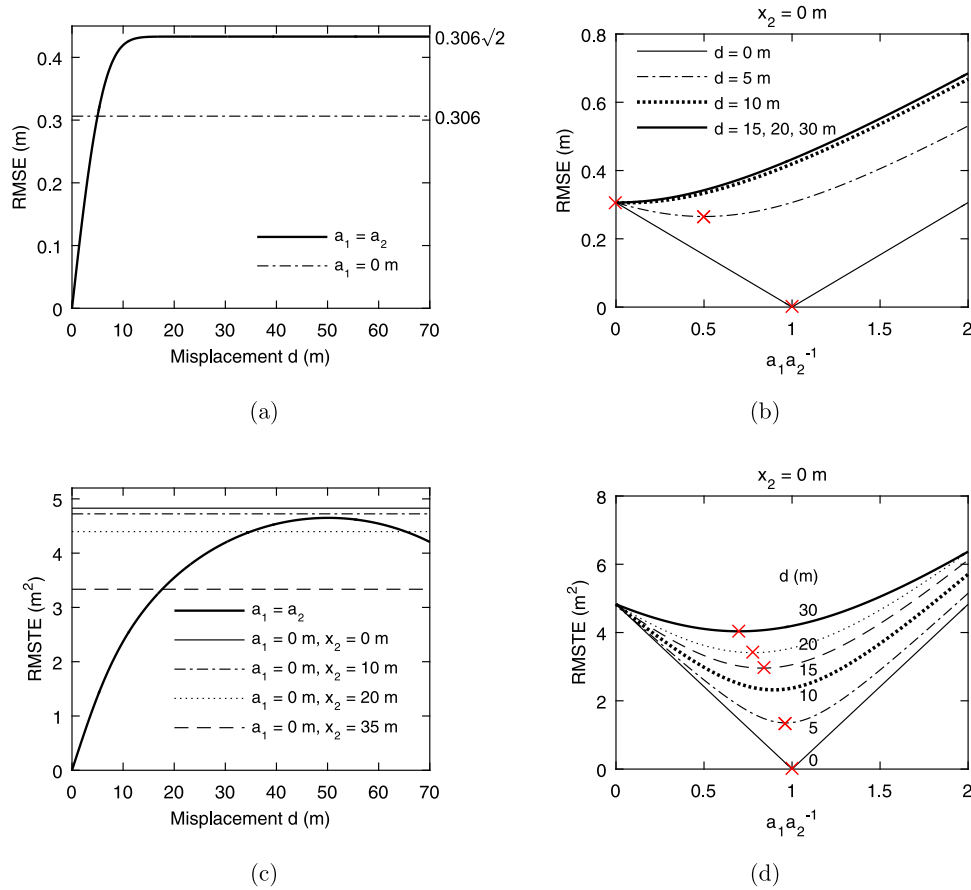 0.4
0.3
0.2
0.1
0
RMSE (m)
0.306√2
0.306
a₁ = a₂
a₁ = 0 m
0 10 20 30 40 50 60 70
Misplacement d (m)
(a)
x₂ = 0 m
0.8
0.6
0.4
0.2
0
RMSE (m)
d = 0 m
d = 5 m
d = 10 m
d = 15, 20, 30 m
0 0.5 1 1.5 2
a₁a₂⁻¹
(b)
5
4
3
2
1
0
RMSTE (m²)
a₁ = a₂
a₁ = 0 m, x₂ = 0 m
a₁ = 0 m, x₂ = 10 m
a₁ = 0 m, x₂ = 20 m
a₁ = 0 m, x₂ = 35 m
0 10 20 30 40 50 60 70
Misplacement d (m)
(c)
x₂ = 0 m
8
6
4
2
0
RMSTE (m²)
d (m)
30
20
15
10
5
0
0 0.5 1 1.5 2
a₁a₂⁻¹
(d)